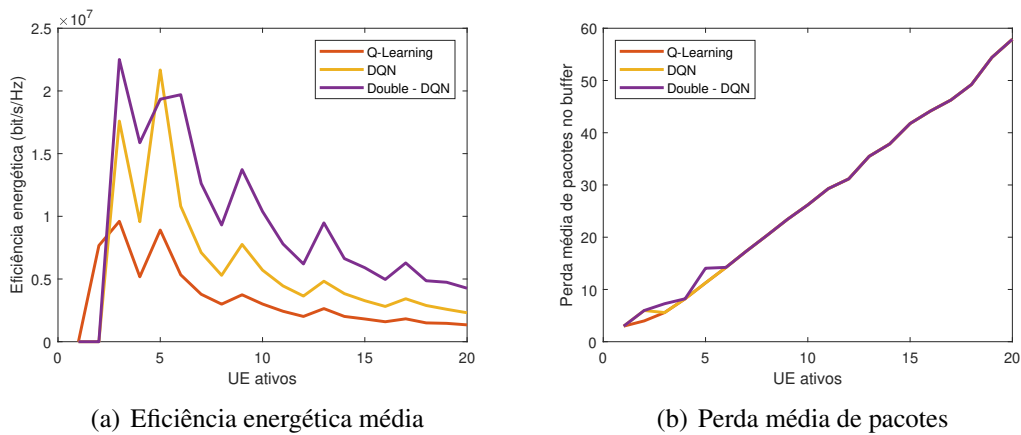 ×10⁷
2.5
2
1.5
1
0.5
0
Eficiência energética (bit/s/Hz)
0 5 10 15 20
UE ativos
Q-Learning
DQN
Double - DQN
(a) Eficiência energética média
60
50
40
30
20
10
0
Perda média de pacotes no buffer
0 5 10 15 20
UE ativos
Q-Learning
DQN
Double - DQN
(b) Perda média de pacotes